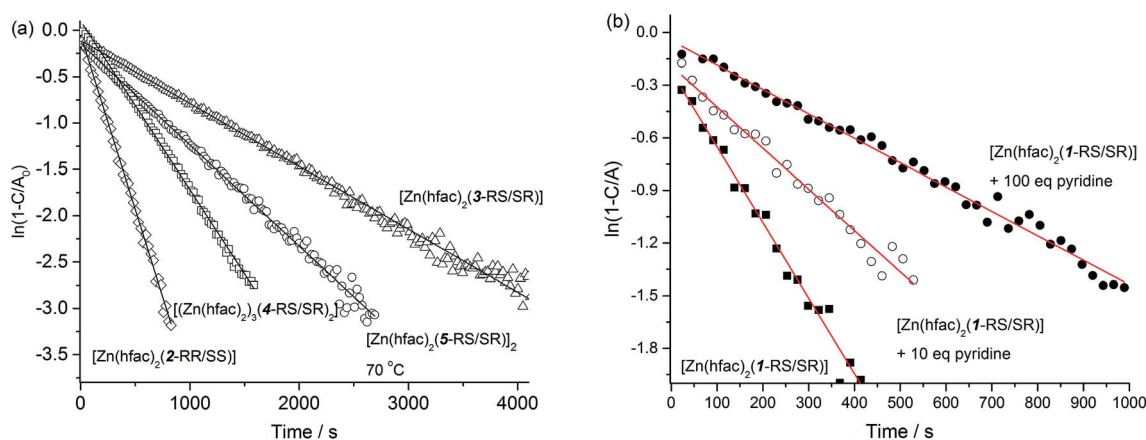 (a)
0.0
-0.5
-1.0
-1.5
-2.0
-2.5
-3.0
-3.5
ln(1-C/A₀)
[Zn(hfac)₂(3-RS/SR)]
[(Zn(hfac)₂)₃(4-RS/SR)₂]
[Zn(hfac)₂(5-RS/SR)]₂
[Zn(hfac)₂(2-RR/SS)]
70 °C
0 1000 2000 3000 4000
Time / s
(b)
0.0
-0.3
-0.6
-0.9
-1.2
-1.5
-1.8
ln(1-C/A)
[Zn(hfac)₂(1-RS/SR)]
+ 100 eq pyridine
[Zn(hfac)₂(1-RS/SR)]
+ 10 eq pyridine
[Zn(hfac)₂(1-RS/SR)]
0 100 200 300 400 500 600 700 800 900 1000
Time / s